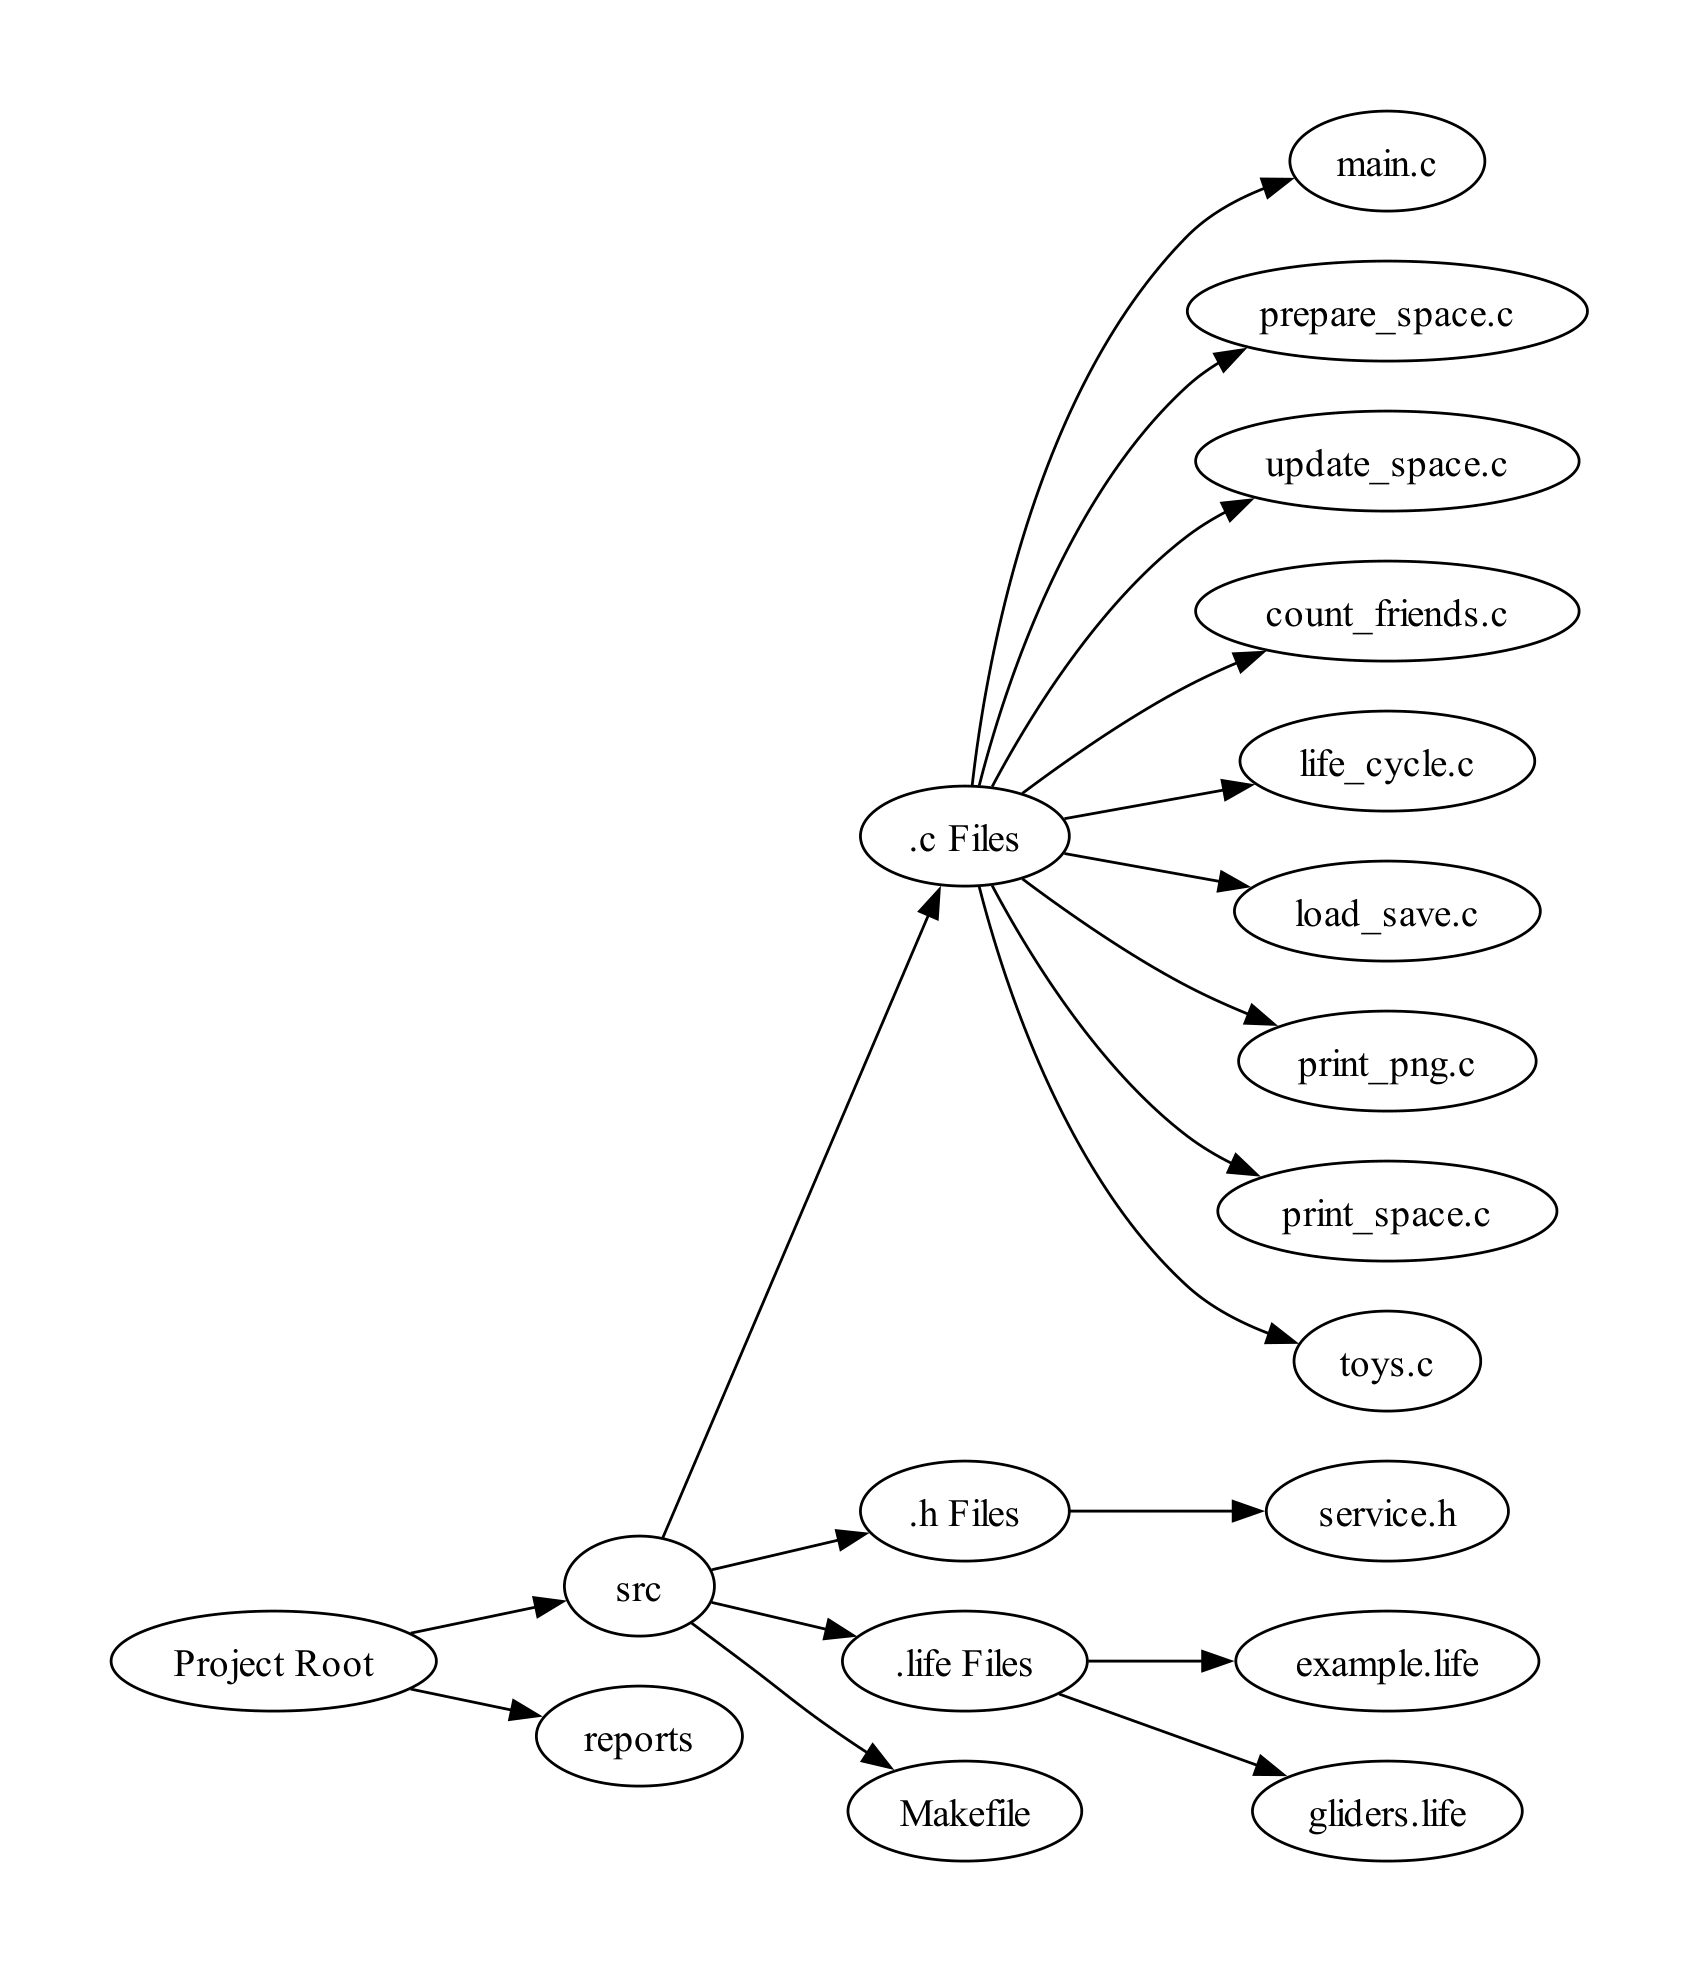 main.c
prepare_space.c
update_space.c
count_friends.c
life_cycle.c
.c Files
load_save.c
print_png.c
print_space.c
toys.c
.h Files
service.h
src
Project Root
.life Files
example.life
reports
Makefile
gliders.life